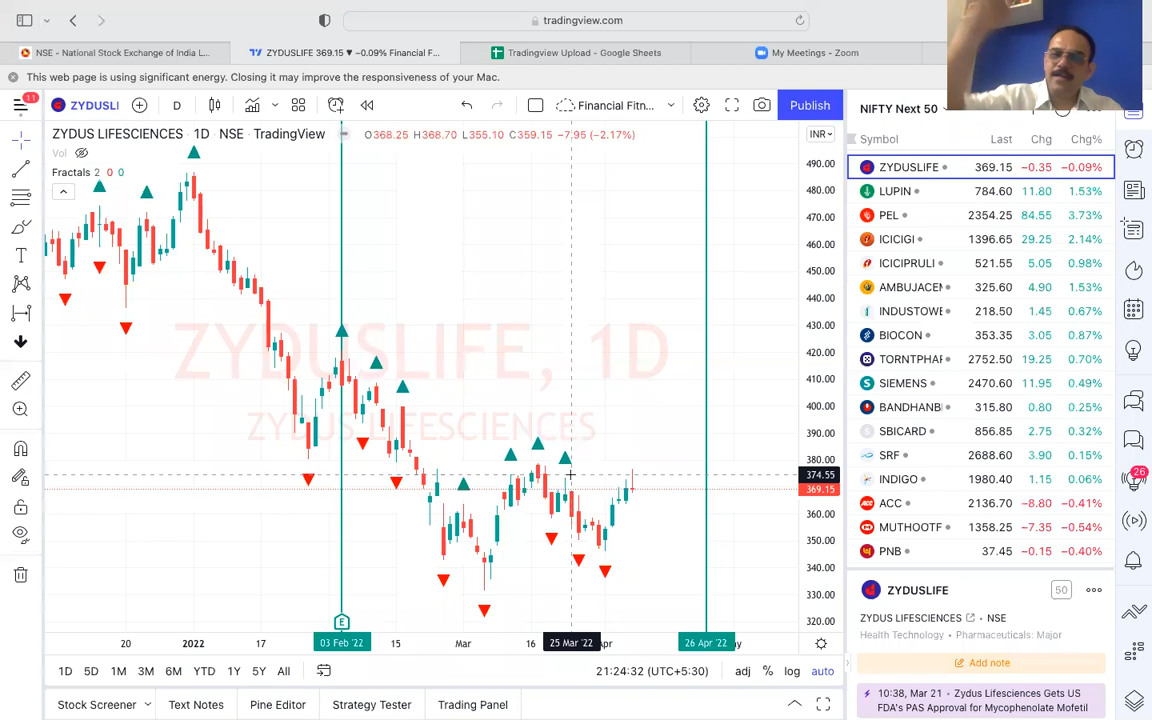 tradingview.com
NSE - National Stock Exchange of India L...
ZYDUSLIFE 369.15 ▼ −0.09% Financial F...
Tradingview Upload - Google Sheets
My Meetings - Zoom
This web page is using significant energy. Closing it may improve the responsiveness of your Mac.
11
ZYDUSLI
D
Financial Fitn...
Publish
NIFTY Next 50
ZYDUS LIFESCIENCES · 1D · NSE · TradingView
O368.25 H368.70 L355.10 C359.15 −7.95 (−2.17%)
INR
Symbol
Last
Chg
Chg%
Vol
Fractals 2 0 0
ZYDUSLIFE 369.15 −0.35 −0.09%
LUPIN 784.60 11.80 1.53%
PEL 2354.25 84.55 3.73%
ICICIGI 1396.65 29.25 2.14%
ICICIPRULI 521.55 5.05 0.98%
AMBUJACEM 325.60 4.90 1.53%
INDUSTOWE 218.50 1.45 0.67%
BIOCON 353.35 3.05 0.87%
TORNTPHAR 2752.50 19.25 0.70%
SIEMENS 2470.60 11.95 0.49%
BANDHANB 315.80 0.80 0.25%
SBICARD 856.85 2.75 0.32%
SRF 2688.60 3.90 0.15%
INDIGO 1980.40 1.15 0.06%
ACC 2136.70 −8.80 −0.41%
MUTHOOTF 1358.25 −7.35 −0.54%
PNB 37.45 −0.15 −0.40%
26
490.00
480.00
470.00
460.00
450.00
440.00
430.00
420.00
410.00
400.00
390.00
380.00
374.55
369.15
360.00
350.00
340.00
330.00
320.00
ZYDUSLIFE, 1D
ZYDUS LIFESCIENCES
E
20
2022
17
03 Feb '22
15
Mar
16
25 Mar '22
Apr
26 Apr '22
1D 5D 1M 3M 6M YTD 1Y 5Y All
21:24:32 (UTC+5:30)
adj % log auto
Stock Screener
Text Notes
Pine Editor
Strategy Tester
Trading Panel
ZYDUSLIFE
50
ZYDUS LIFESCIENCES • NSE
Health Technology • Pharmaceuticals: Major
Add note
10:38, Mar 21 • Zydus Lifesciences Gets US
FDA's PAS Approval for Mycophenolate Mofetil